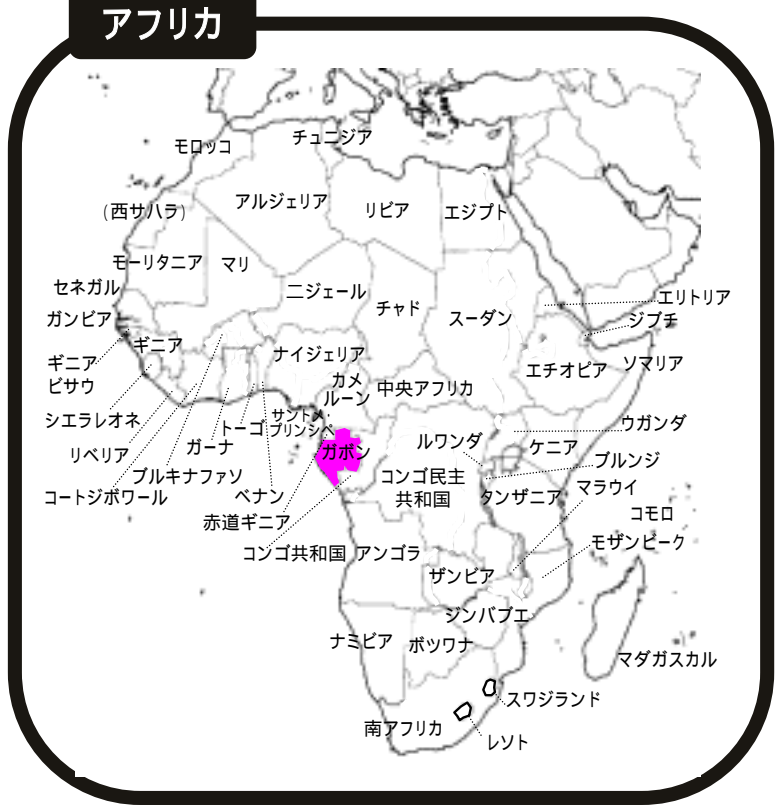 アフリカ
モロッコ
チュニジア
(西サハラ)
アルジェリア
リビア
エジプト
モーリタニア
マリ
セネガル
ニジェール
チャド
スーダン
エリトリア
ガンビア
ジプチ
ギニア
ナイジェリア
エチオピア
ソマリア
ギニア
ビサウ
カメ
ルーン
中央アフリカ
シエラレオネ
サントメ・
プリンシペ
トーゴ
ウガンダ
リベリア
ガーナ
ガボン
ルワンダ
ケニア
ブルンジ
ブルキナファソ
コンゴ民主
共和国
コートジボワール
ベナン
タンザニア
マラウイ
赤道ギニア
コモロ
コンゴ共和国
アンゴラ
モザンビーク
ザンビア
ジンバブエ
ナミビア
ボツワナ
マダガスカル
スワジランド
南アフリカ
レソト